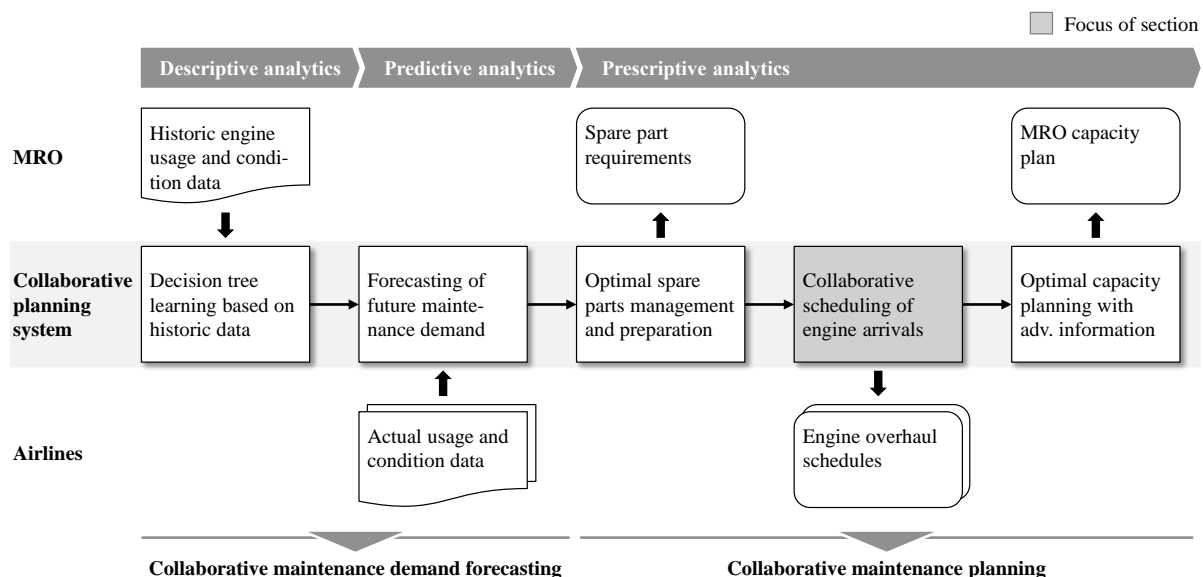 Focus of section
Descriptive analytics
Predictive analytics
Prescriptive analytics
MRO
Historic engine
usage and condi-
tion data
Spare part
requirements
MRO capacity
plan
Collaborative
planning
system
Decision tree
learning based on
historic data
Forecasting of
future mainte-
nance demand
Optimal spare
parts management
and preparation
Collaborative
scheduling of
engine arrivals
Optimal capacity
planning with
adv. information
Airlines
Actual usage and
condition data
Engine overhaul
schedules
Collaborative maintenance demand forecasting
Collaborative maintenance planning